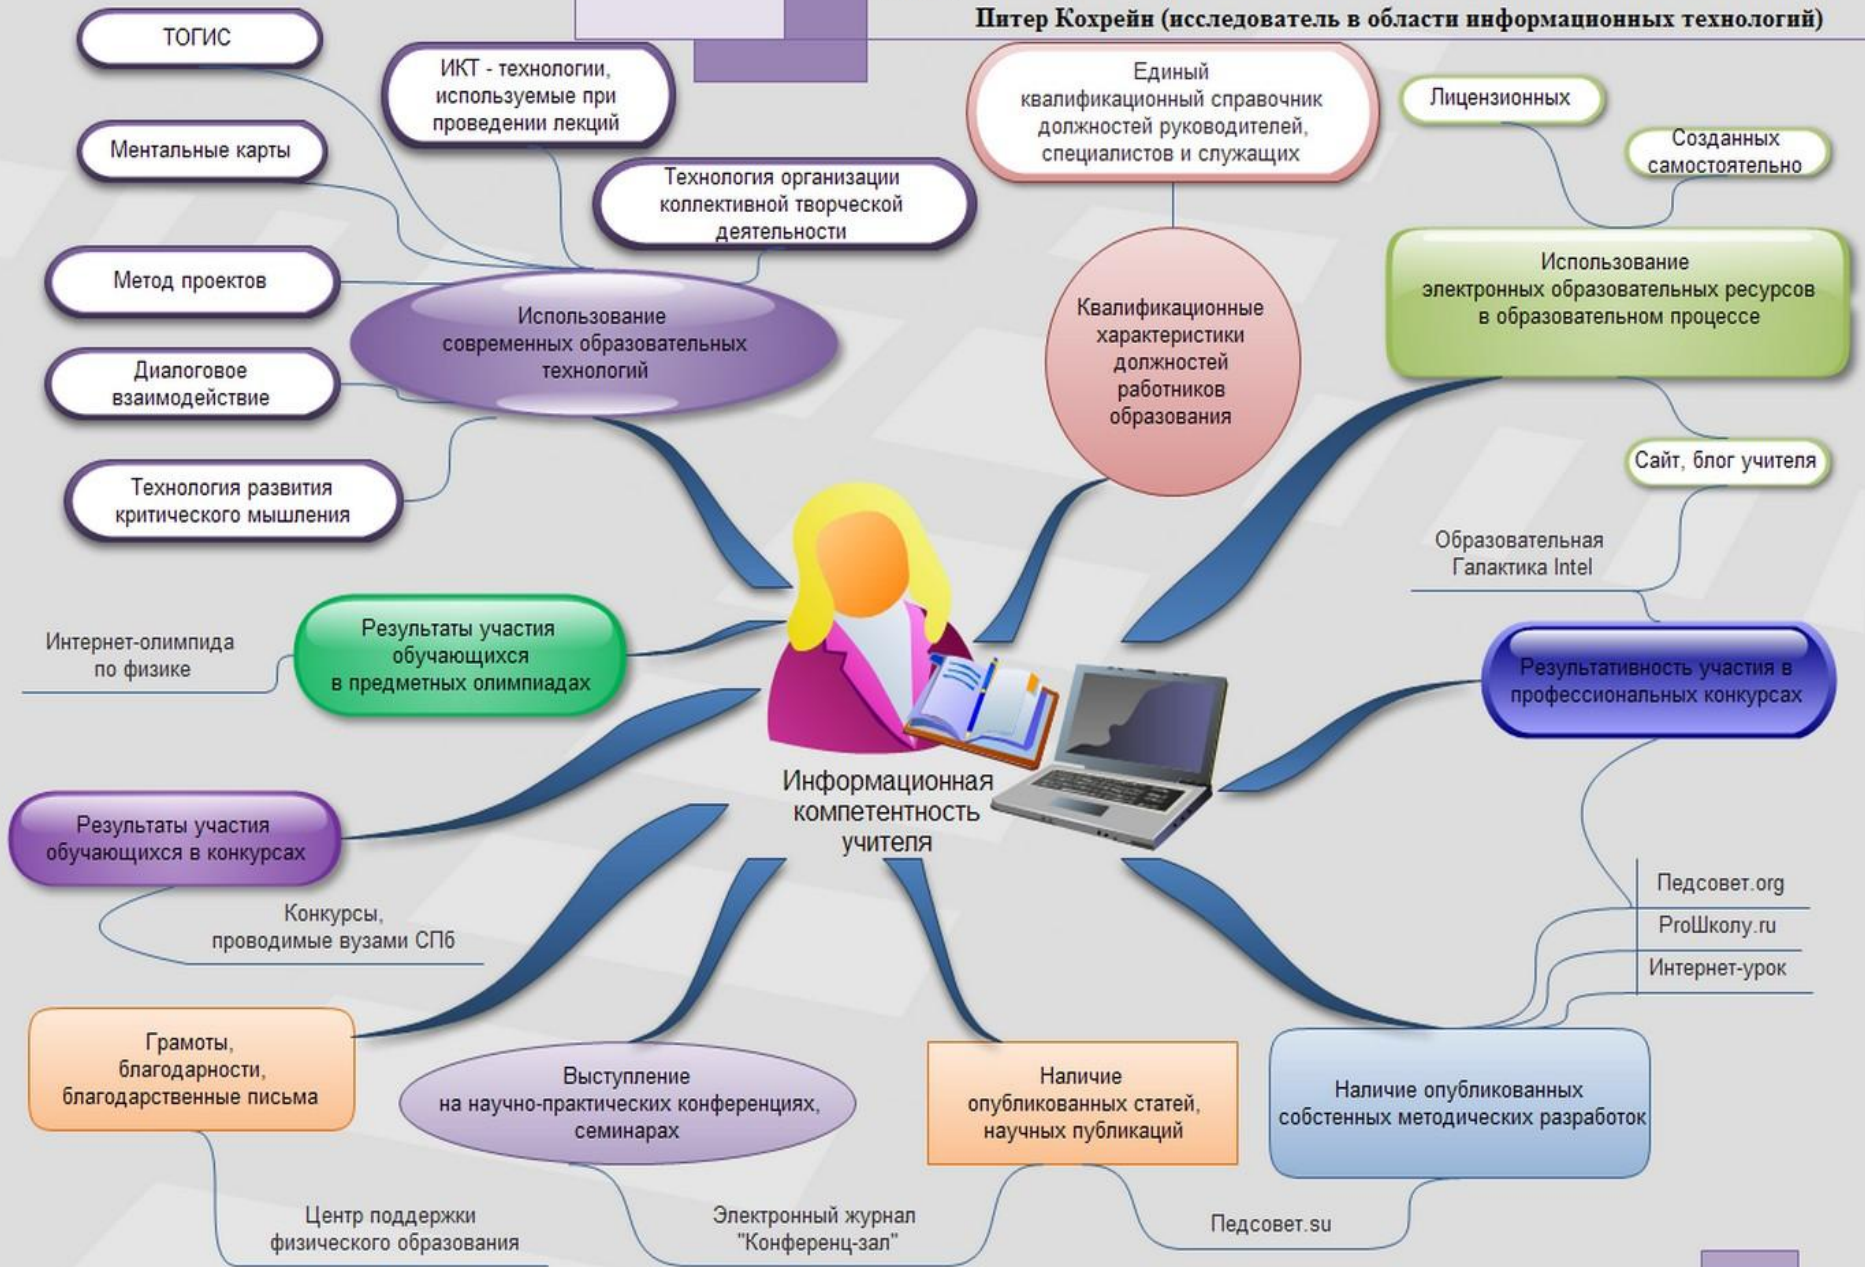 Питер Кохрейн (исследователь в области информационных технологий)
ТОГИС
ИКТ - технологии,
используемые при
проведении лекций
Ментальные карты
Технология организации
коллективной творческой
деятельности
Метод проектов
Диалоговое
взаимодействие
Технология развития
критического мышления
Использование
современных образовательных
технологий
Единый
квалификационный справочник
должностей руководителей,
специалистов и служащих
Квалификационные
характеристики
должностей
работников
образования
Лицензионных
Созданных
самостоятельно
Использование
электронных образовательных ресурсов
в образовательном процессе
Сайт, блог учителя
Образовательная
Галактика Intel
Результативность участия в
профессиональных конкурсах
Интернет-олимпида
по физике
Результаты участия
обучающихся
в предметных олимпиадах
Информационная
компетентность
учителя
Результаты участия
обучающихся в конкурсах
Конкурсы,
проводимые вузами СПб
Педсовет.org
ProШколу.ru
Интернет-урок
Грамоты,
благодарности,
благодарственные письма
Выступление
на научно-практических конференциях,
семинарах
Наличие
опубликованных статей,
научных публикаций
Наличие опубликованных
собстенных методических разработок
Центр поддержки
физического образования
Электронный журнал
"Конференц-зал"
Педсовет.su